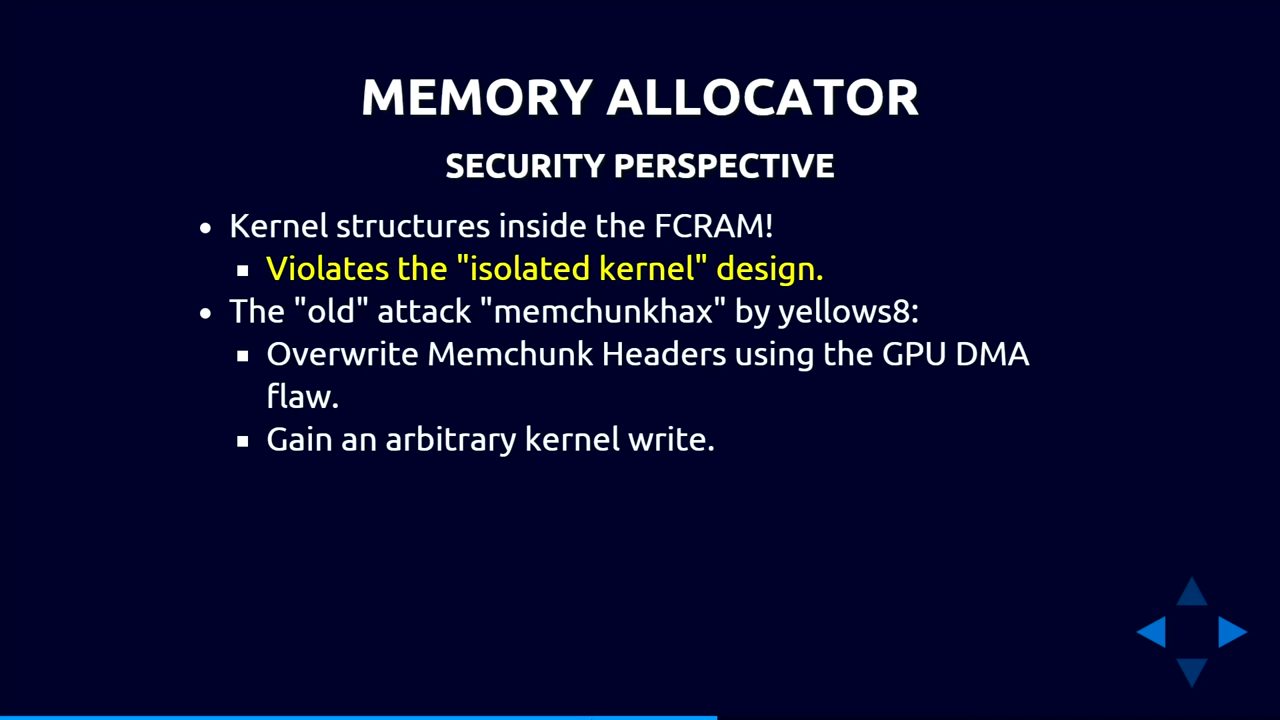 MEMORY ALLOCATOR
SECURITY PERSPECTIVE
Kernel structures inside the FCRAM!
Violates the "isolated kernel" design.
The "old" attack "memchunkhax" by yellows8:
Overwrite Memchunk Headers using the GPU DMA
flaw.
Gain an arbitrary kernel write.